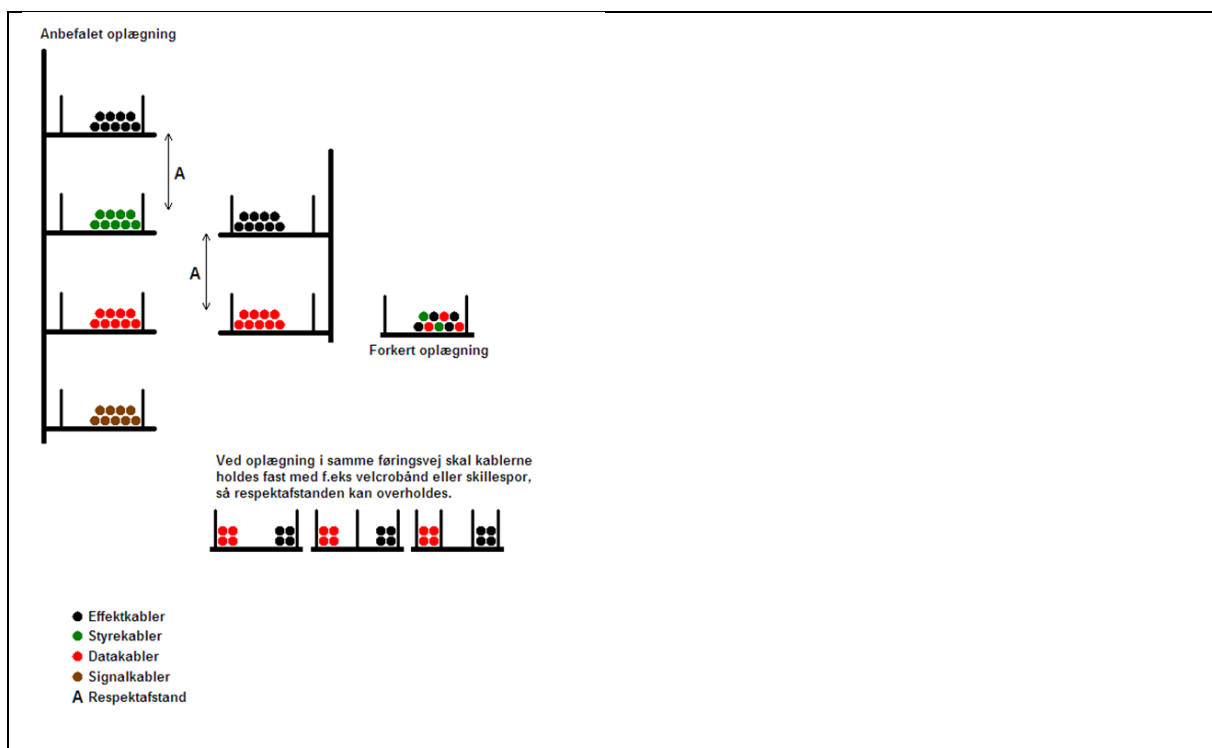 Anbefalet oplægning
A
A
Forkert oplægning
Ved oplægning i samme føringsvej skal kablerne
holdes fast med f.eks velcrobånd eller skillespor,
så respektafstanden kan overholdes.
Effektkabler
Styrekabler
Datakabler
Signalkabler
A Respektafstand